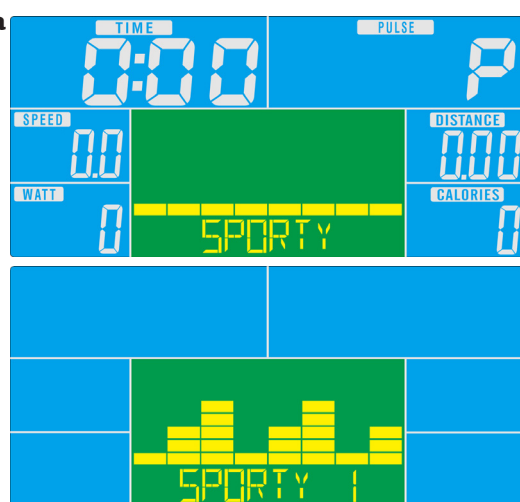 a
TIME
PULSE
0:00
P
SPEED
DISTANCE
0.0
0.00
WATT
CALORIES
0
0
SPORTY
SPORTY 1